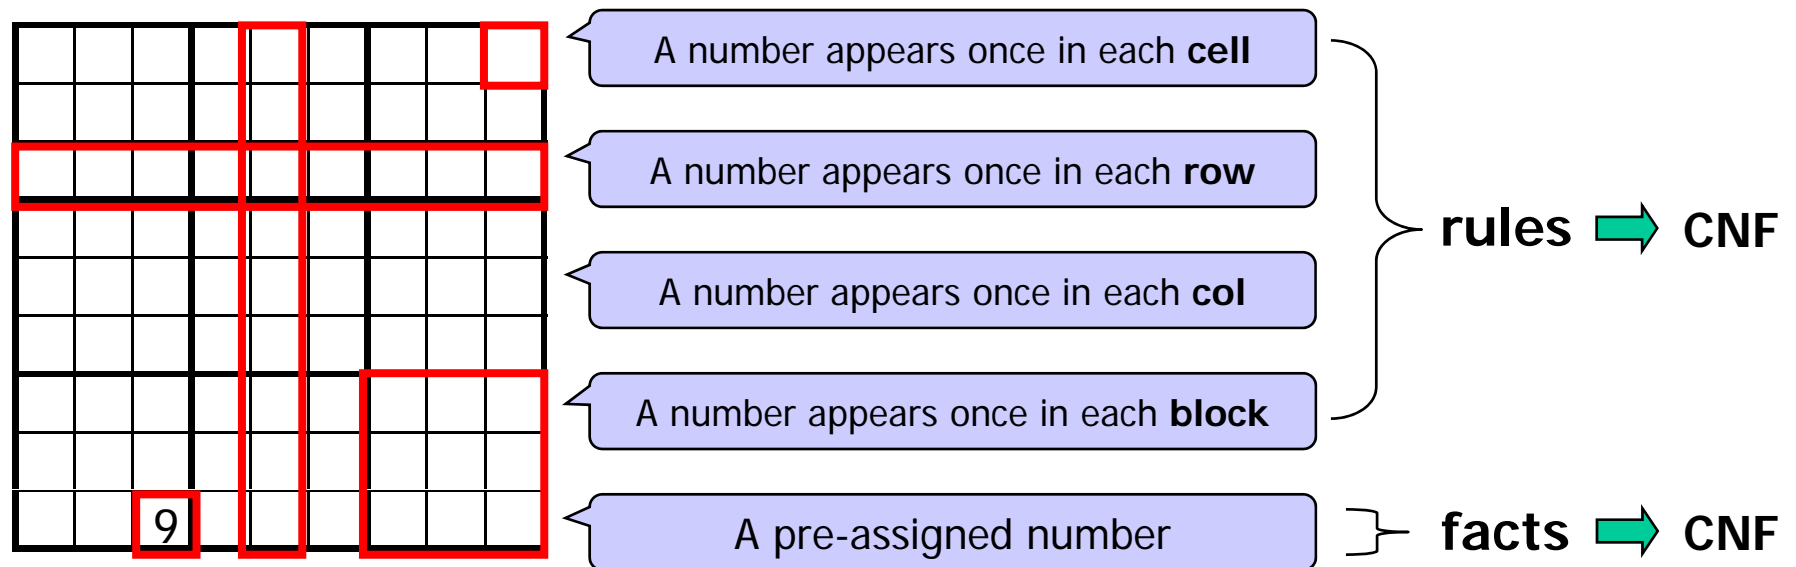 A number appears once in each cell
A number appears once in each row
rules CNF
A number appears once in each col
A number appears once in each block
9
A pre-assigned number
facts CNF